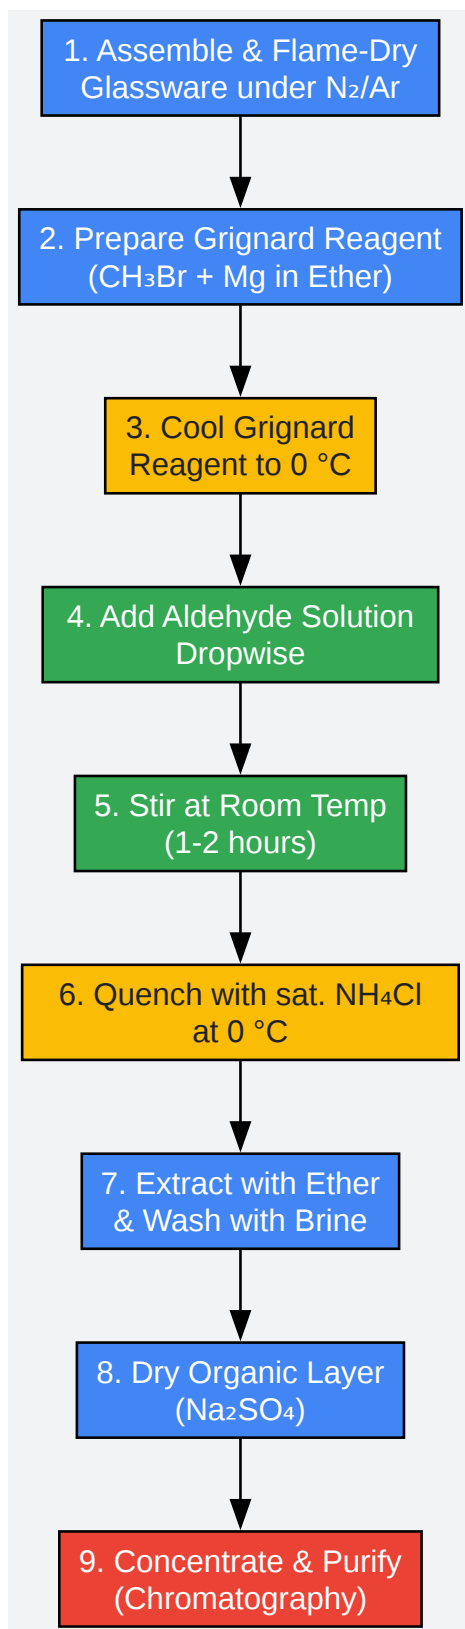 1. Assemble & Flame-Dry
Glassware under N₂/Ar
2. Prepare Grignard Reagent
(CH₃Br + Mg in Ether)
3. Cool Grignard
Reagent to 0 °C
4. Add Aldehyde Solution
Dropwise
5. Stir at Room Temp
(1-2 hours)
6. Quench with sat. NH₄Cl
at 0 °C
7. Extract with Ether
& Wash with Brine
8. Dry Organic Layer
(Na₂SO₄)
9. Concentrate & Purify
(Chromatography)